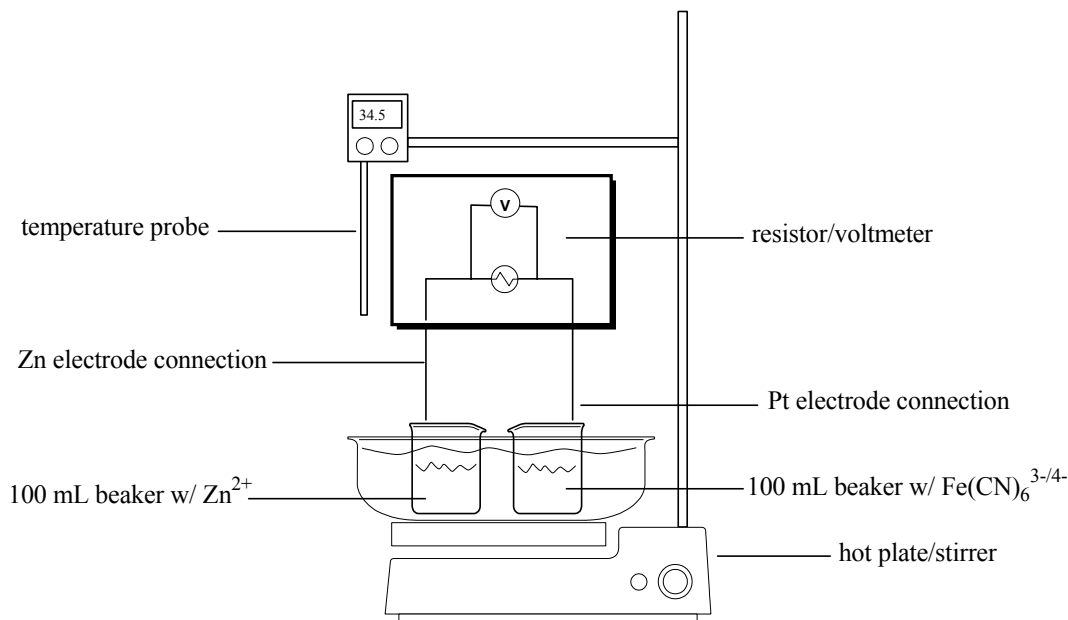 34.5
V
temperature probe
resistor/voltmeter
Zn electrode connection
Pt electrode connection
100 mL beaker w/ Zn²⁺
100 mL beaker w/ Fe(CN)₆³⁻/⁴⁻
hot plate/stirrer